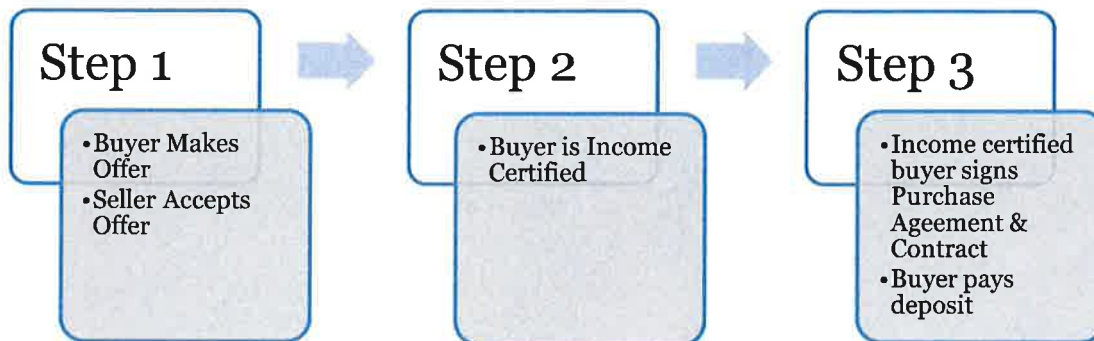 Step 1
•Buyer Makes
Offer
•Seller Accepts
Offer
Step 2
•Buyer is Income
Certified
Step 3
•Income certified
buyer signs
Purchase
Ageement &
Contract
•Buyer pays
deposit